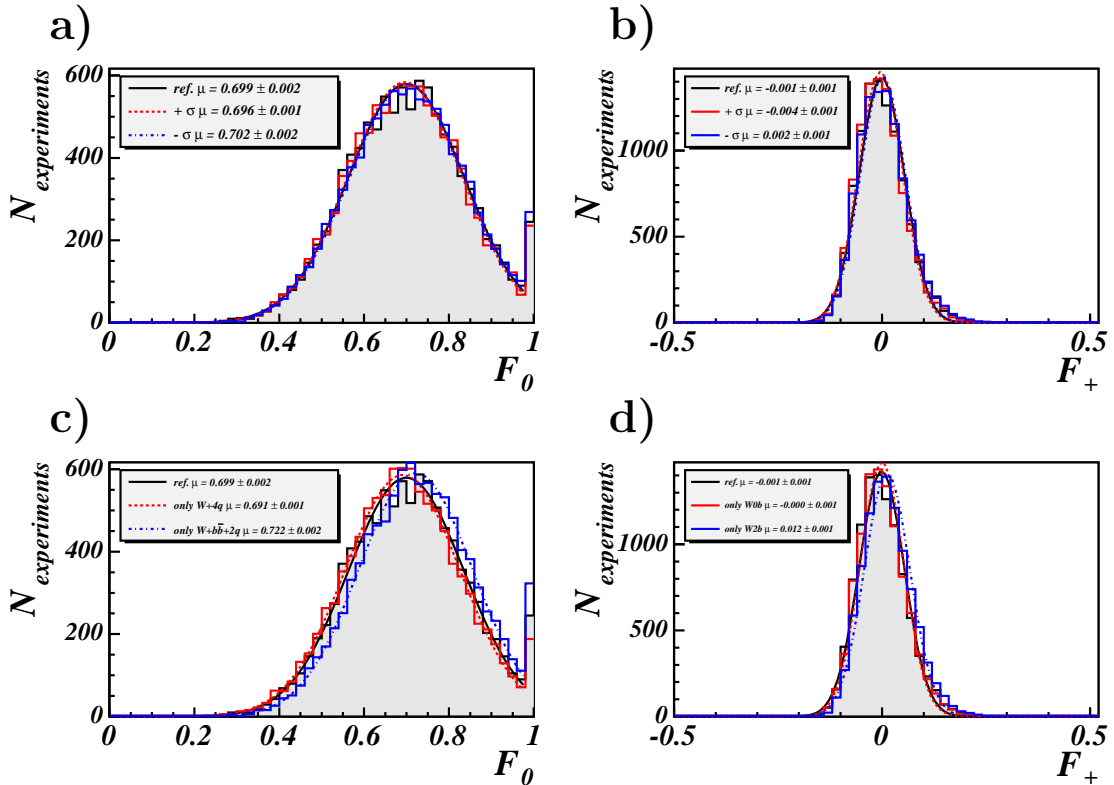 a)
N experiments
600
400
200
0
ref. μ = 0.699 ± 0.002
+ σ μ = 0.696 ± 0.001
- σ μ = 0.702 ± 0.002
0 0.2 0.4 0.6 0.8 1
F0
b)
N experiments
1000
500
0
ref. μ = -0.001 ± 0.001
+ σ μ = -0.004 ± 0.001
- σ μ = 0.002 ± 0.001
-0.5 0 0.5
F+
c)
N experiments
600
400
200
0
ref. μ = 0.699 ± 0.002
only W+4q μ = 0.691 ± 0.001
only W+bb̅+2q μ = 0.722 ± 0.002
0 0.2 0.4 0.6 0.8 1
F0
d)
N experiments
1000
500
0
ref. μ = -0.001 ± 0.001
only W0b μ = -0.000 ± 0.001
only W2b μ = 0.012 ± 0.001
-0.5 0 0.5
F+